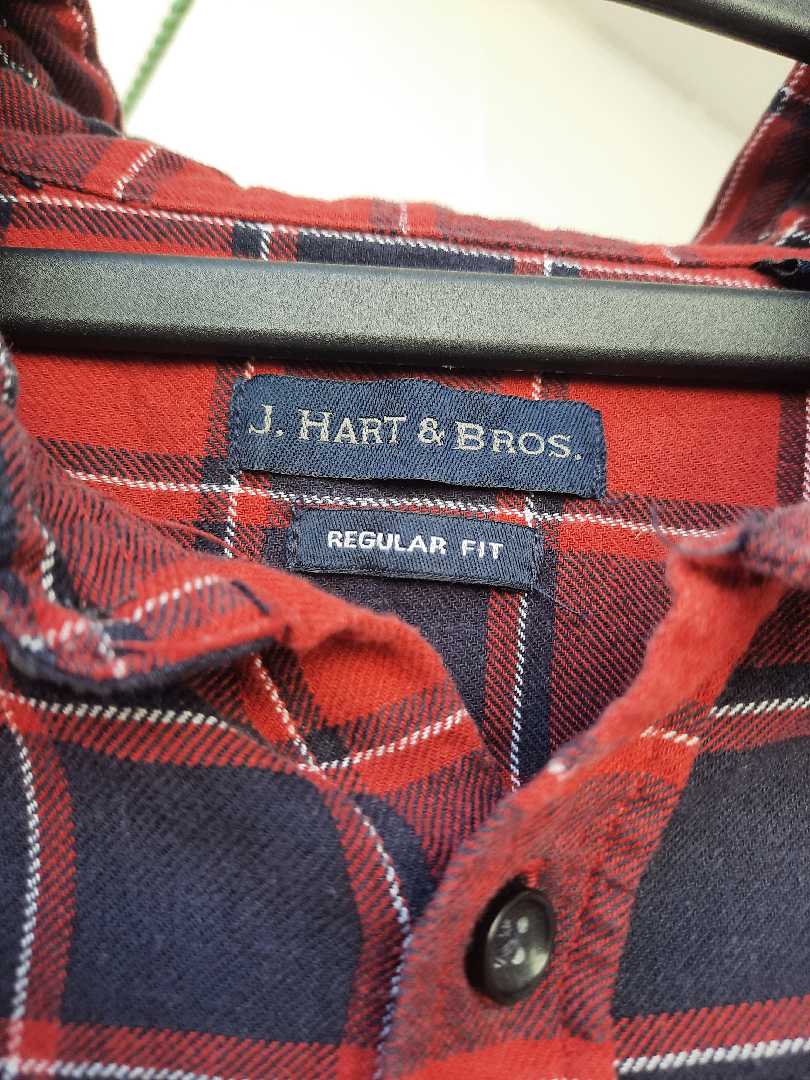 J. HART & BROS.
REGULAR FIT